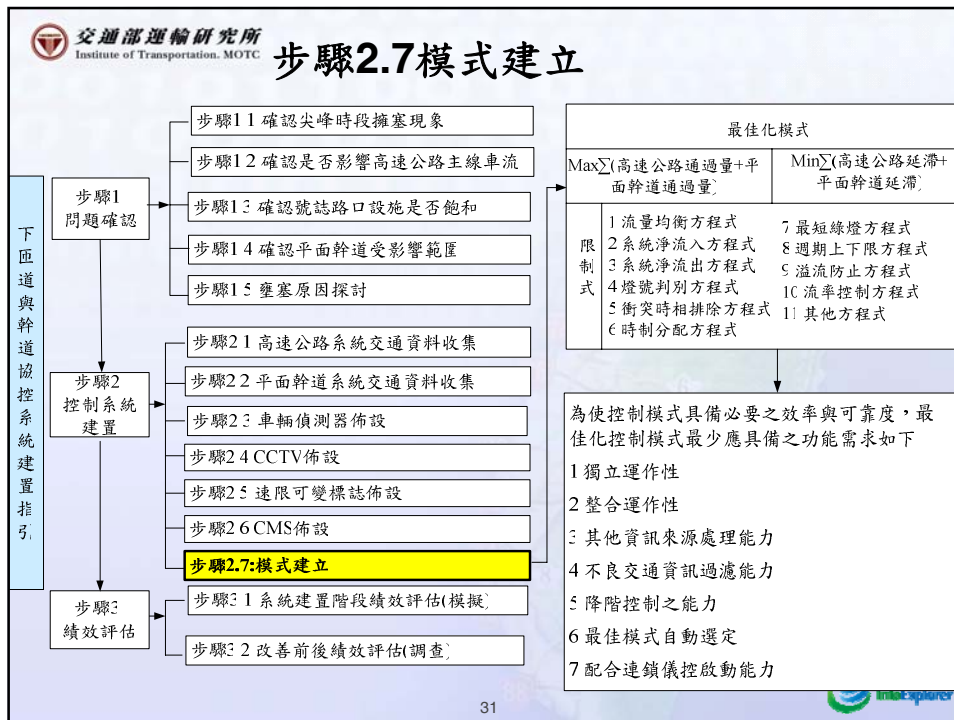 交通部運輸研究所
Institute of Transportation. MOTC
步驟2.7模式建立
下匝道與幹道協控系統建置指引
步驟1
問題確認
步驟1 1 確認尖峰時段擁塞現象
步驟1 2 確認是否影響高速公路主線車流
步驟1 3 確認號誌路口設施是否飽和
步驟1 4 確認平面幹道受影響範匡
步驟1 5 壅塞原因探討
步驟2
控制系統
建置
步驟2 1 高速公路系統交通資料收集
步驟2 2 平面幹道系統交通資料收集
步驟2 3 車輛偵測器佈設
步驟2 4 CCTV佈設
步驟2 5 速限可變標誌佈設
步驟2 6 CMS佈設
步驟2.7:模式建立
步驟3
績效評估
步驟3 1 系統建置階段績效評估(模擬)
步驟3 2 改善前後績效評估(調查)
最佳化模式
Max∑(高速公路通過量+平
面幹道通過量)
Min∑(高速公路延滯+
平面幹道延滯)
限制式
1 流量均衡方程式
2 系統淨流入方程式
3 系統淨流出方程式
4 燈號判別方程式
5 衝突時相排除方程式
6 時制分配方程式
7 最短綠燈方程式
8 週期上下限方程式
9 溢流防止方程式
10 流率控制方程式
11 其他方程式
為使控制模式具備必要之效率與可靠度，最
佳化控制模式最少應具備之功能需求如下
1 獨立運作性
2 整合運作性
3 其他資訊來源處理能力
4 不良交通資訊過濾能力
5 降階控制之能力
6 最佳模式自動選定
7 配合連鎖儀控啟動能力
InfoExplorer
31